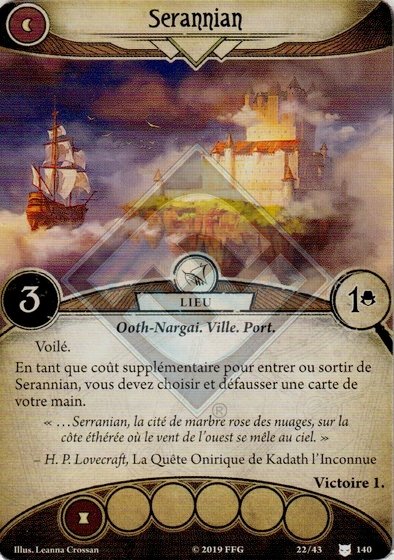 Serannian
3
LIEU
1
Ooth-Nargai. Ville. Port.
Voilé.
En tant que coût supplémentaire pour entrer ou sortir de
Serannian, vous devez choisir et défausser une carte de
votre main.
« …Serranian, la cité de marbre rose des nuages, sur la
côte éthérée où le vent de l'ouest se mêle au ciel. »
– H. P. Lovecraft, La Quête Onirique de Kadath l'Inconnue
Victoire 1.
®
Illus. Leanna Crossan
© 2019 FFG
22/43
140